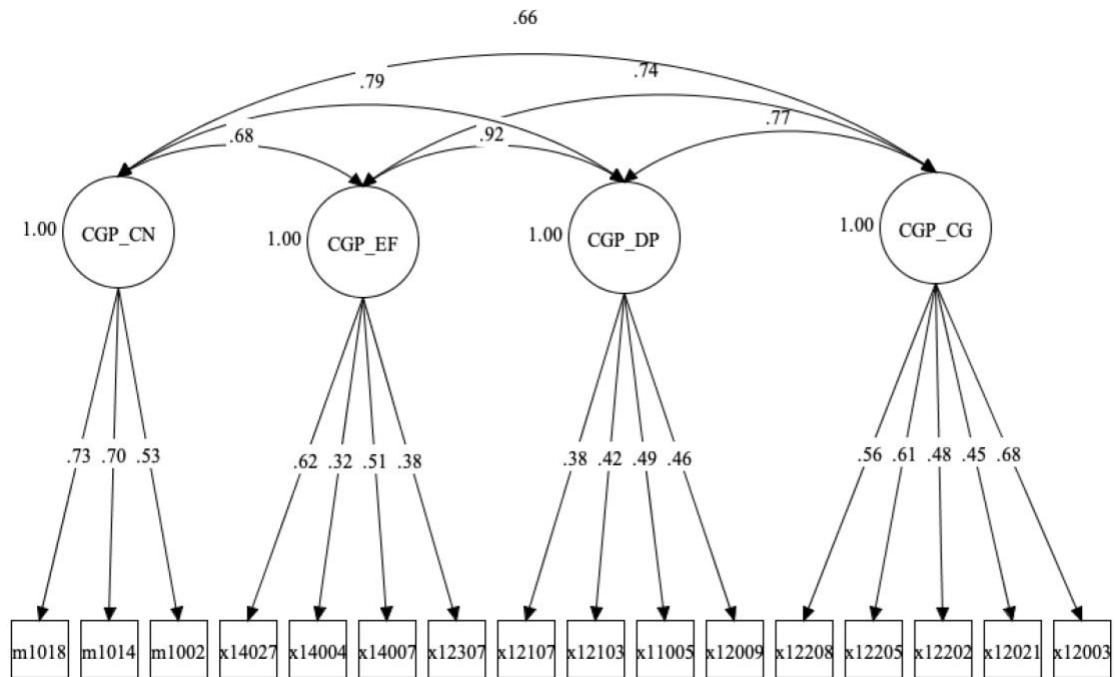 .66
.79 .74
.68 .92 .77
1.00 CGP_CN 1.00 CGP_EF 1.00 CGP_DP 1.00 CGP_CG
.73 .70 .53 .62 .32 .51 .38 .38 .42 .49 .46 .56 .61 .48 .45 .68
m1018 m1014 m1002 x14027 x14004 x14007 x12307 x12107 x12103 x11005 x12009 x12208 x12205 x12202 x12021 x12003